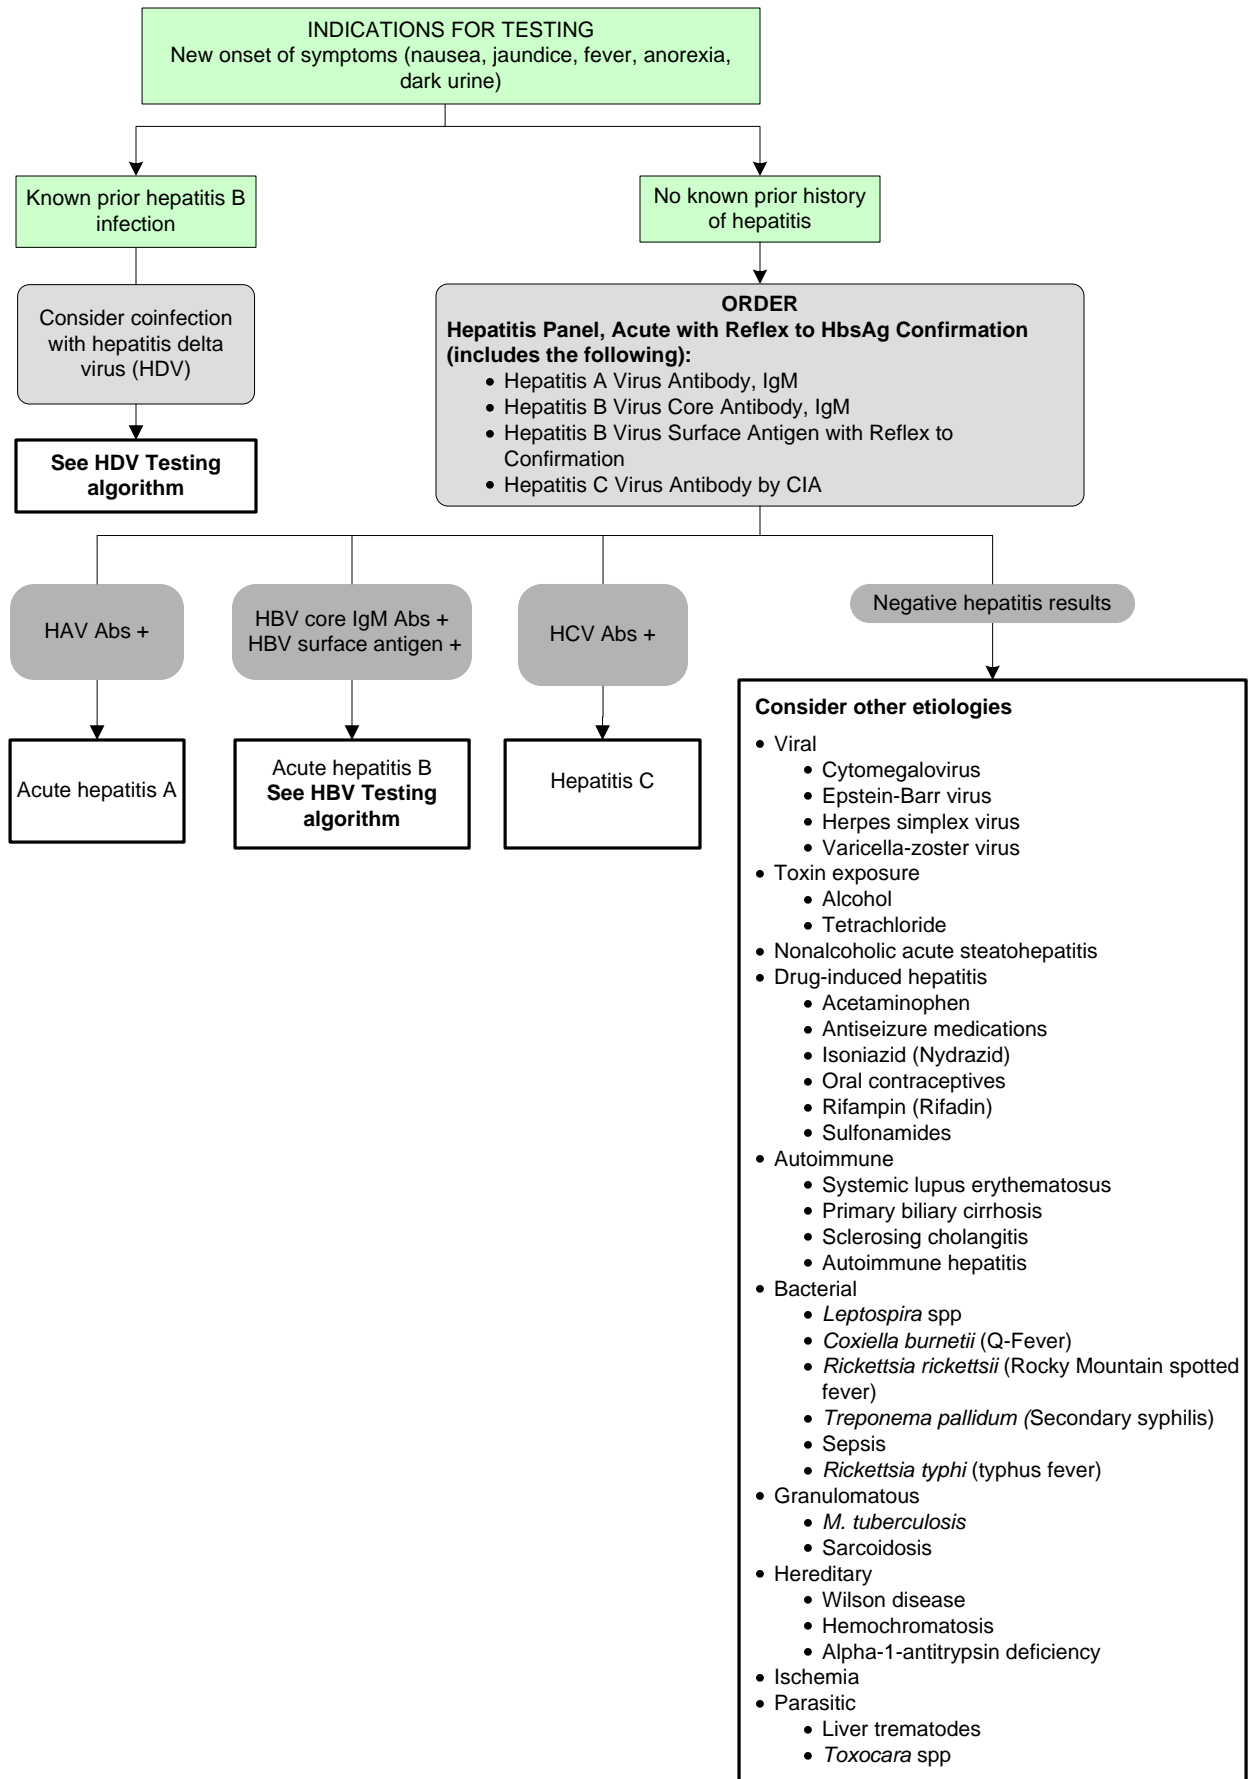 INDICATIONS FOR TESTING
New onset of symptoms (nausea, jaundice, fever, anorexia,
dark urine)
Known prior hepatitis B
infection
No known prior history
of hepatitis
Consider coinfection
with hepatitis delta
virus (HDV)
See HDV Testing
algorithm
ORDER
Hepatitis Panel, Acute with Reflex to HbsAg Confirmation
(includes the following):
• Hepatitis A Virus Antibody, IgM
• Hepatitis B Virus Core Antibody, IgM
• Hepatitis B Virus Surface Antigen with Reflex to
Confirmation
• Hepatitis C Virus Antibody by CIA
HAV Abs +
HBV core IgM Abs +
HBV surface antigen +
HCV Abs +
Negative hepatitis results
Acute hepatitis A
Acute hepatitis B
See HBV Testing
algorithm
Hepatitis C
Consider other etiologies
• Viral
• Cytomegalovirus
• Epstein-Barr virus
• Herpes simplex virus
• Varicella-zoster virus
• Toxin exposure
• Alcohol
• Tetrachloride
• Nonalcoholic acute steatohepatitis
• Drug-induced hepatitis
• Acetaminophen
• Antiseizure medications
• Isoniazid (Nydrazid)
• Oral contraceptives
• Rifampin (Rifadin)
• Sulfonamides
• Autoimmune
• Systemic lupus erythematosus
• Primary biliary cirrhosis
• Sclerosing cholangitis
• Autoimmune hepatitis
• Bacterial
• Leptospira spp
• Coxiella burnetii (Q-Fever)
• Rickettsia rickettsii (Rocky Mountain spotted
fever)
• Treponema pallidum (Secondary syphilis)
• Sepsis
• Rickettsia typhi (typhus fever)
• Granulomatous
• M. tuberculosis
• Sarcoidosis
• Hereditary
• Wilson disease
• Hemochromatosis
• Alpha-1-antitrypsin deficiency
• Ischemia
• Parasitic
• Liver trematodes
• Toxocara spp